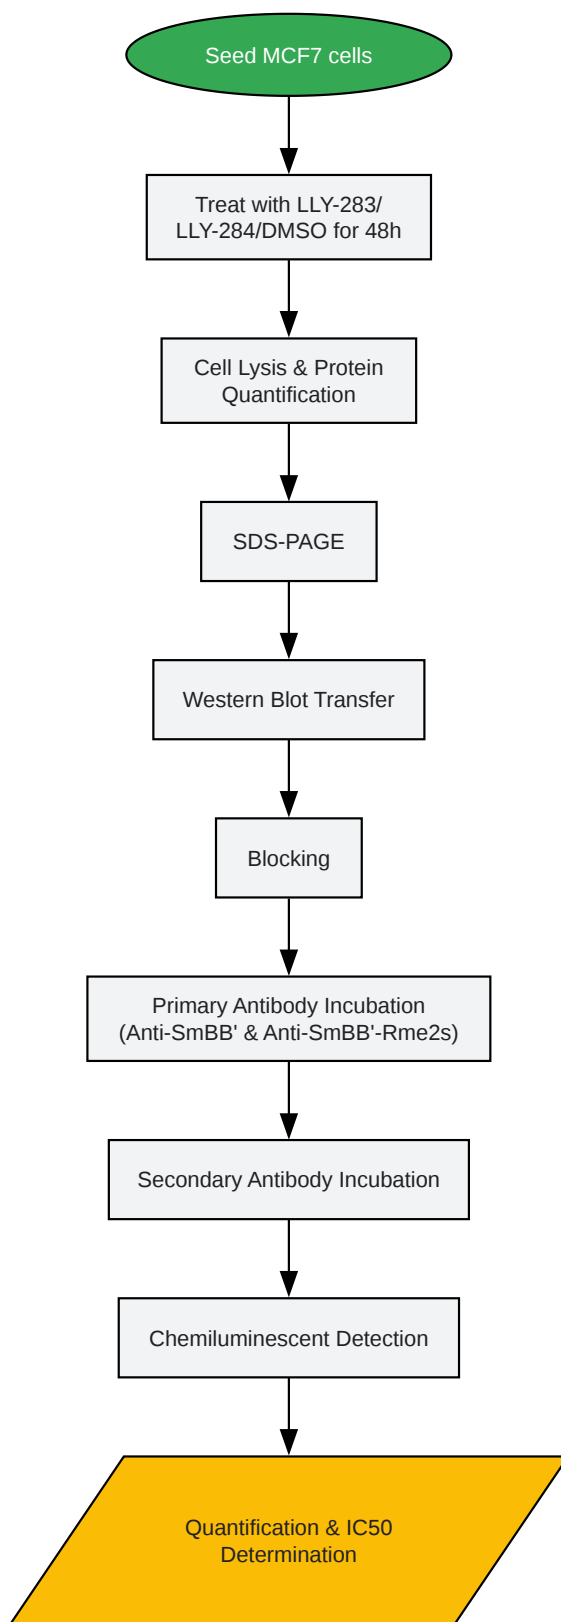 Seed MCF7 cells
Treat with LLY-283/
LLY-284/DMSO for 48h
Cell Lysis & Protein
Quantification
SDS-PAGE
Western Blot Transfer
Blocking
Primary Antibody Incubation
(Anti-SmBB' & Anti-SmBB'-Rme2s)
Secondary Antibody Incubation
Chemiluminescent Detection
Quantification & IC50
Determination